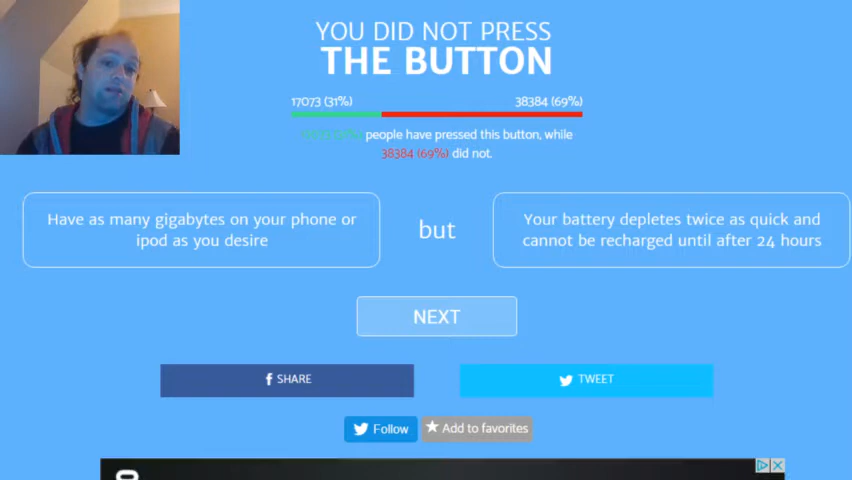 YOU DID NOT PRESS
THE BUTTON
17073 (31%) 38384 (69%)
people have pressed this button, while
38384 (69%) did not.
Have as many gigabytes on your phone or
ipod as you desire
but
Your battery depletes twice as quick and
cannot be recharged until after 24 hours
NEXT
f SHARE
TWEET
Follow
Add to favorites